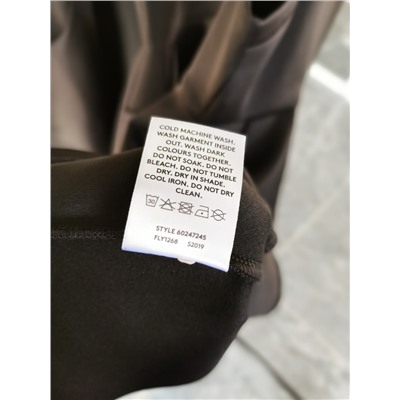 COLD MACHINE WASH.
WASH GARMENT INSIDE
OUT. WASH DARK
COLOURS TOGETHER.
DO NOT SOAK. DO NOT
BLEACH. DO NOT TUMBLE
DRY. DRY IN SHADE.
COOL IRON. DO NOT DRY
CLEAN.
30
STYLE 60247245
FLY1268 S2019